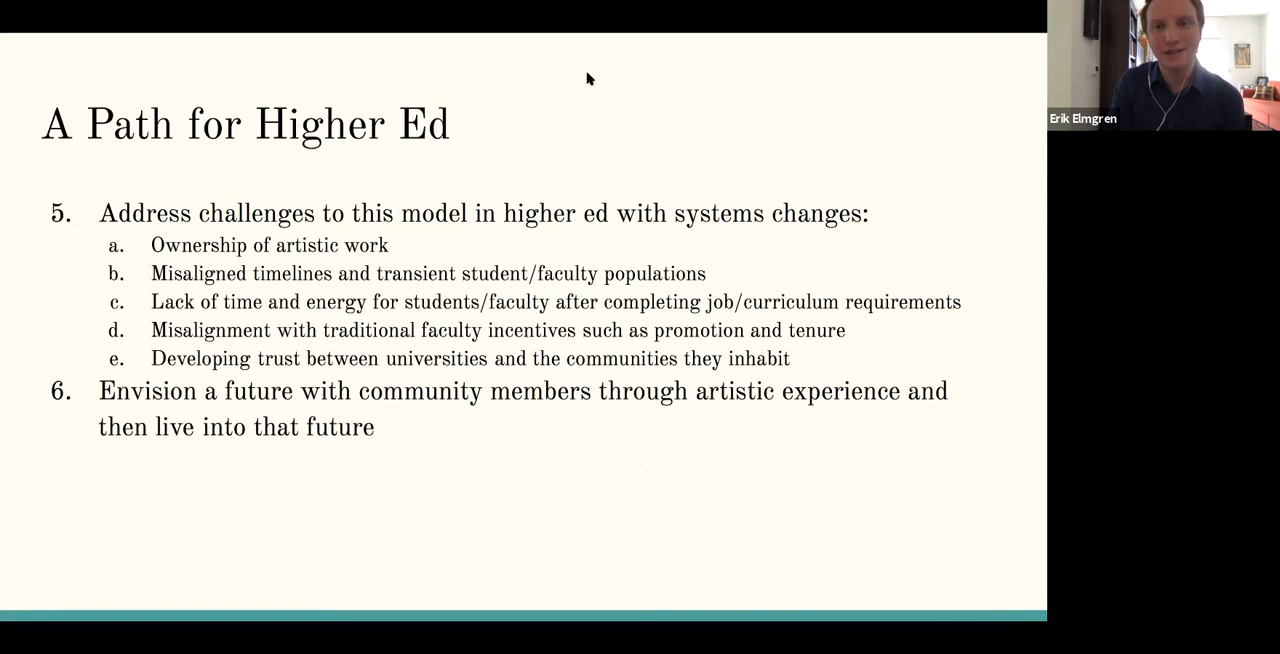 A Path for Higher Ed
5. Address challenges to this model in higher ed with systems changes:
a. Ownership of artistic work
b. Misaligned timelines and transient student/faculty populations
c. Lack of time and energy for students/faculty after completing job/curriculum requirements
d. Misalignment with traditional faculty incentives such as promotion and tenure
e. Developing trust between universities and the communities they inhabit
6. Envision a future with community members through artistic experience and
then live into that future
Erik Elmgren